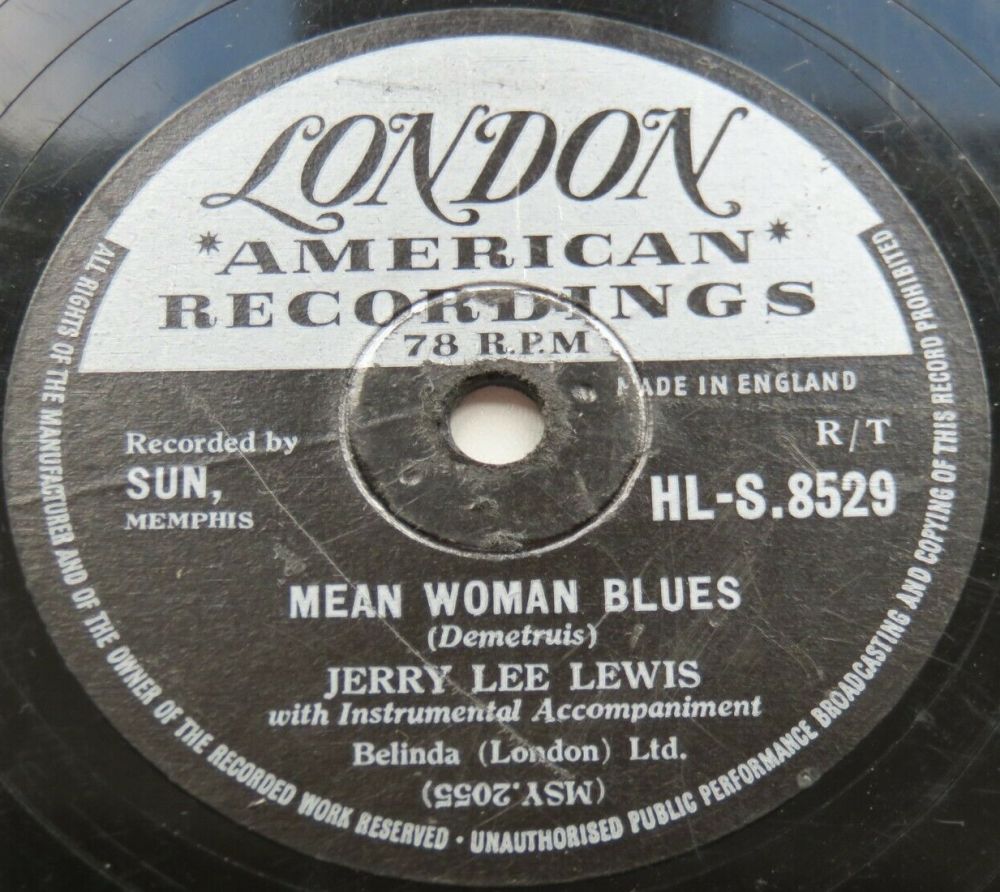 LONDON
*AMERICAN*
RECORDINGS
78 R.P.M
MADE IN ENGLAND
Recorded by
SUN,
MEMPHIS
R/T
HL-S.8529
MEAN WOMAN BLUES
(Demetruis)
JERRY LEE LEWIS
with Instrumental Accompaniment
Belinda (London) Ltd.
(MSY.2055)
ALL RIGHTS OF THE MANUFACTURER AND OF THE OWNER OF THE RECORDED WORK RESERVED · UNAUTHORISED PUBLIC PERFORMANCE BROADCASTING AND COPYING OF THIS RECORD PROHIBITED